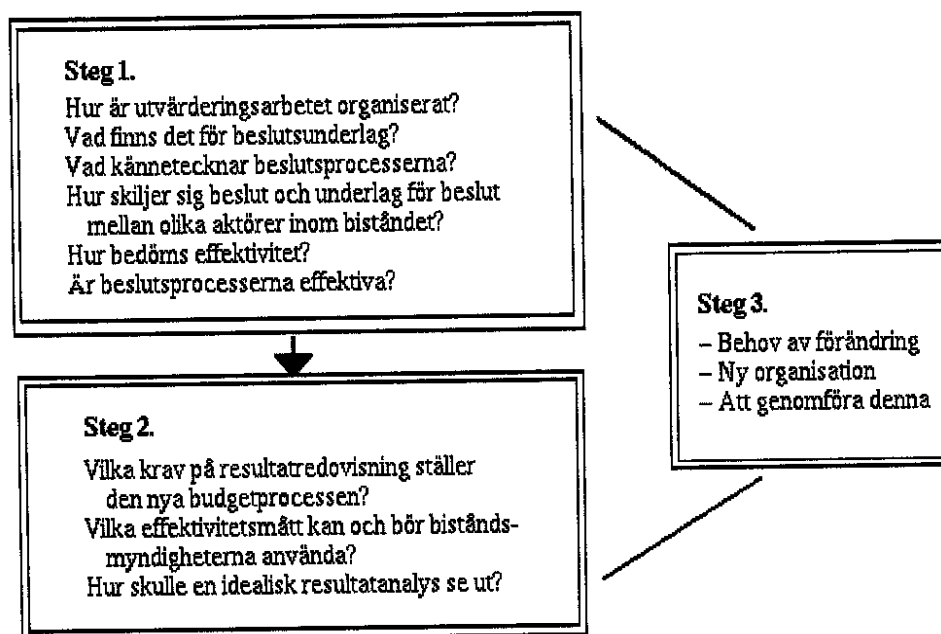 Steg 1.
Hur är utvärderingsarbetet organiserat?
Vad finns det för beslutsunderlag?
Vad kännetecknar beslutsprocesserna?
Hur skiljer sig beslut och underlag för beslut
mellan olika aktörer inom biståndet?
Hur bedöms effektivitet?
Är beslutsprocesserna effektiva?
Steg 2.
Vilka krav på resultatredovisning ställer
den nya budgetprocessen?
Vilka effektivitetsmått kan och bör bistånds-
myndigheterna använda?
Hur skulle en idealisk resultatanalys se ut?
Steg 3.
– Behov av förändring
– Ny organisation
– Att genomföra denna